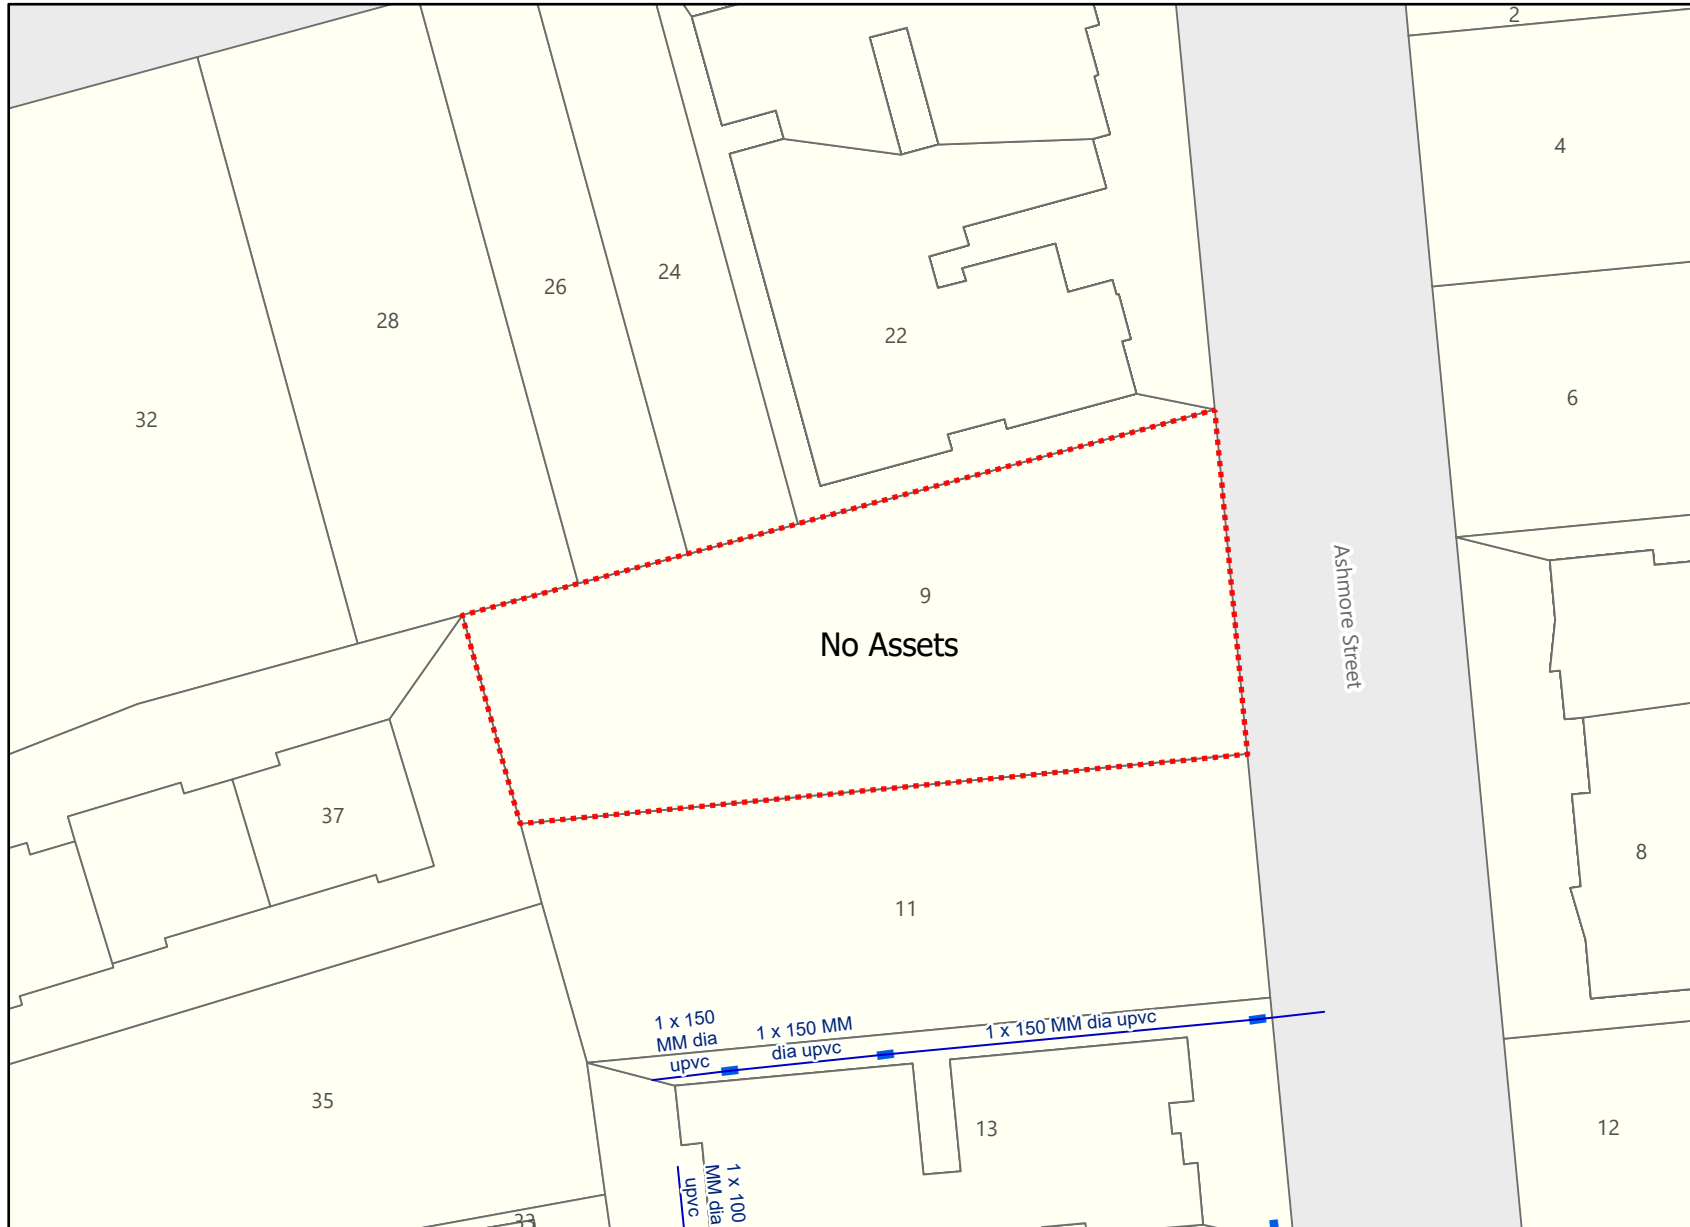 2
4
24
26
28
22
6
32
9
Ashmore Street
No Assets
37
8
11
1 x 150
MM dia
upvc
1 x 150 MM
dia upvc
1 x 150 MM dia upvc
35
13
12
1 x 100
MM dia
upvc
33